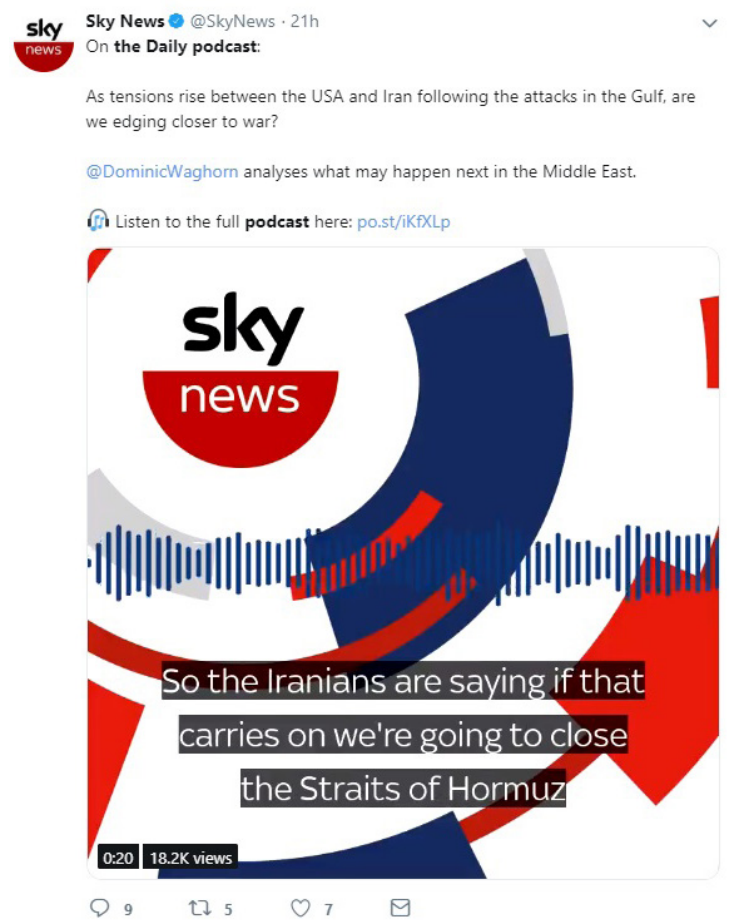 sky
news
Sky News @SkyNews · 21h
On the Daily podcast:
As tensions rise between the USA and Iran following the attacks in the Gulf, are
we edging closer to war?
@DominicWaghorn analyses what may happen next in the Middle East.
Listen to the full podcast here: po.st/iKfXLp
sky
news
So the Iranians are saying if that
carries on we're going to close
the Straits of Hormuz
0:20 18.2K views
9 5 7